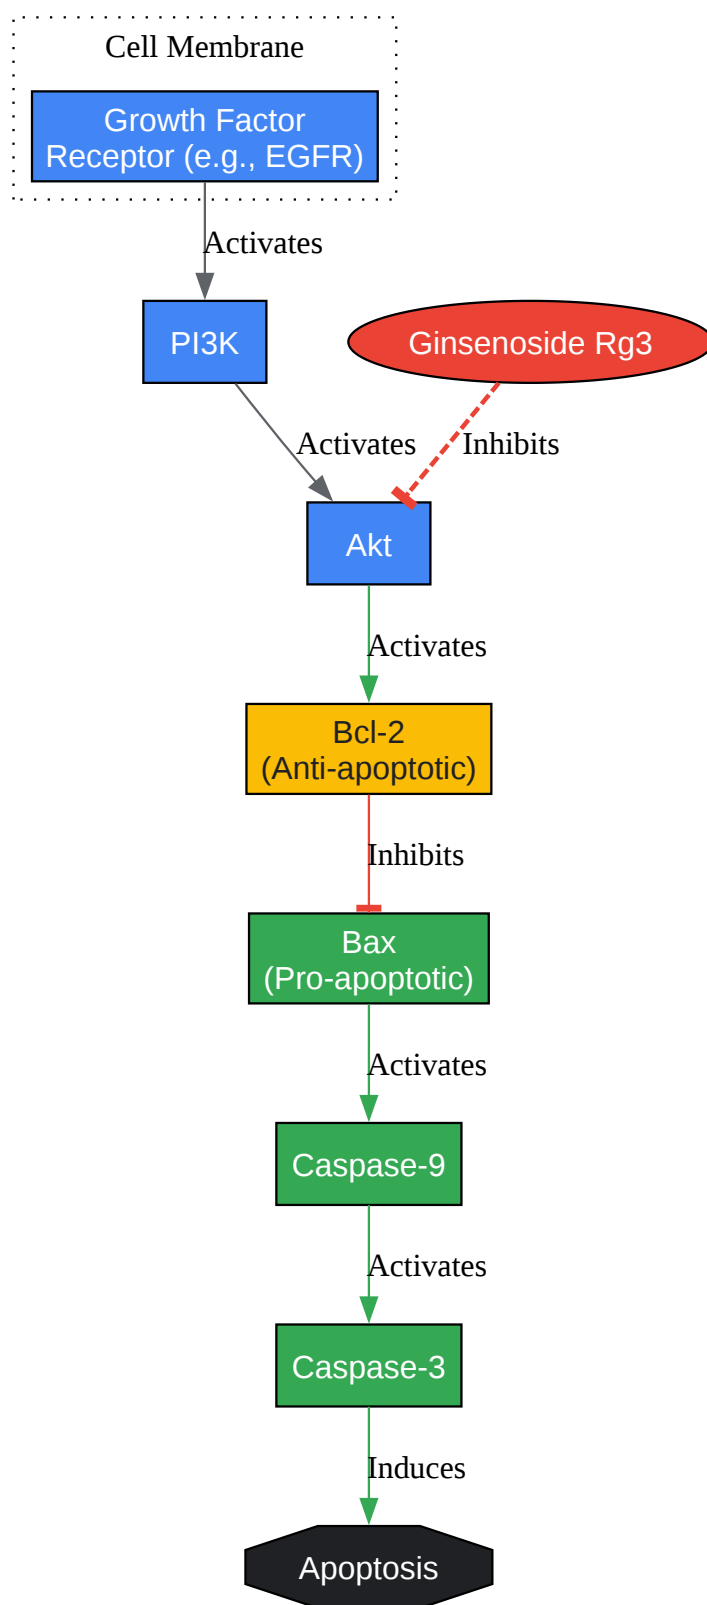 Cell Membrane
Growth Factor
Receptor (e.g., EGFR)
Activates
PI3K
Ginsenoside Rg3
Activates
Inhibits
Akt
Activates
Bcl-2
(Anti-apoptotic)
Inhibits
Bax
(Pro-apoptotic)
Activates
Caspase-9
Activates
Caspase-3
Induces
Apoptosis